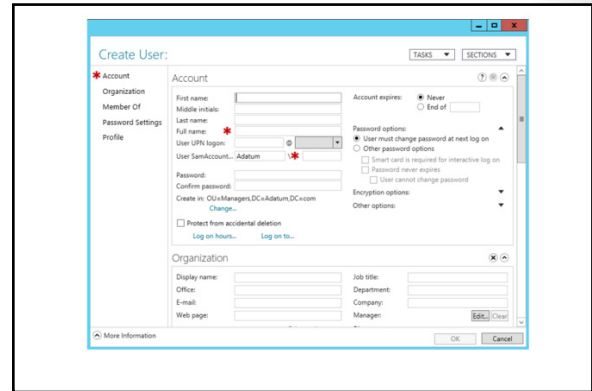 Create User:
TASKS
SECTIONS
Account
Organization
Member Of
Password Settings
Profile
Account
First name:
Middle initials:
Last name:
Full name: *
User UPN logon: @
User SamAccount... Adatum \*
Password:
Confirm password:
Create in: OU=Managers,DC=Adatum,DC=com
Change...
Protect from accidental deletion
Log on hours... Log on to...
Account expires: Never
End of
Password options:
User must change password at next log on
Other password options
Smart card is required for interactive log on
Password never expires
User cannot change password
Encryption options:
Other options:
Organization
Display name:
Office:
E-mail:
Web page:
Job title:
Department:
Company:
Manager: Edit... Clear
More Information
OK Cancel